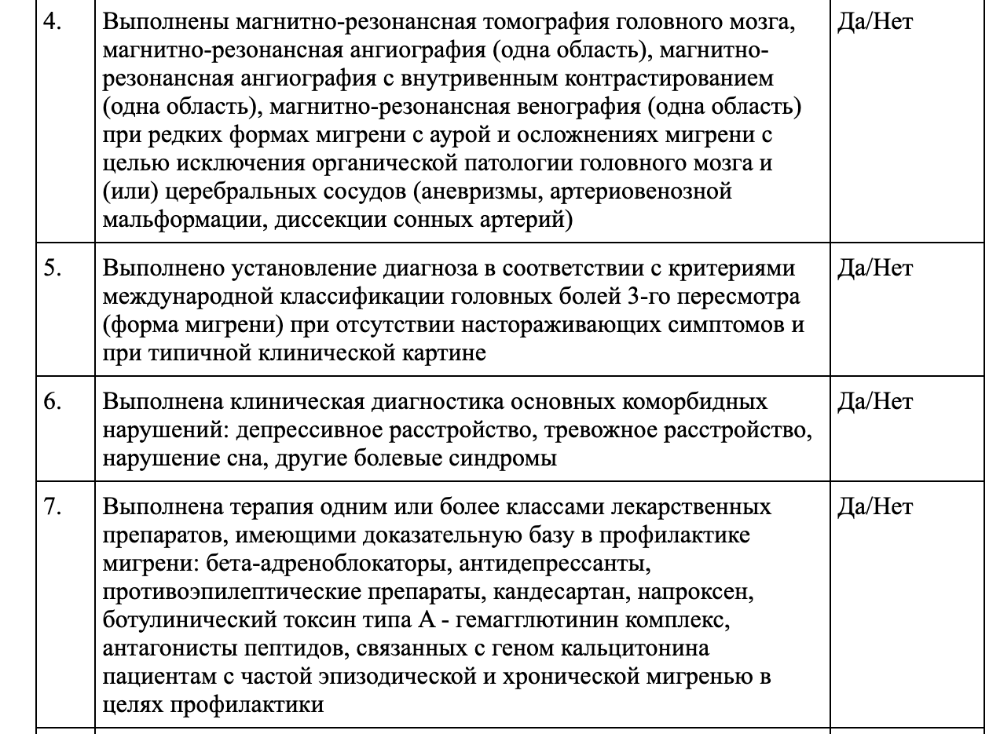 4.
Выполнены магнитно-резонансная томография головного мозга,
магнитно-резонансная ангиография (одна область), магнитно-
резонансная ангиография с внутривенным контрастированием
(одна область), магнитно-резонансная венография (одна область)
при редких формах мигрени с аурой и осложнениях мигрени с
целью исключения органической патологии головного мозга и
(или) церебральных сосудов (аневризмы, артериовенозной
мальформации, диссекции сонных артерий)
Да/Нет
5.
Выполнено установление диагноза в соответствии с критериями
международной классификации головных болей 3-го пересмотра
(форма мигрени) при отсутствии настораживающих симптомов и
при типичной клинической картине
Да/Нет
6.
Выполнена клиническая диагностика основных коморбидных
нарушений: депрессивное расстройство, тревожное расстройство,
нарушение сна, другие болевые синдромы
Да/Нет
7.
Выполнена терапия одним или более классами лекарственных
препаратов, имеющими доказательную базу в профилактике
мигрени: бета-адреноблокаторы, антидепрессанты,
противоэпилептические препараты, кандесартан, напроксен,
ботулинический токсин типа А - гемагглютинин комплекс,
антагонисты пептидов, связанных с геном кальцитонина
пациентам с частой эпизодической и хронической мигренью в
целях профилактики
Да/Нет